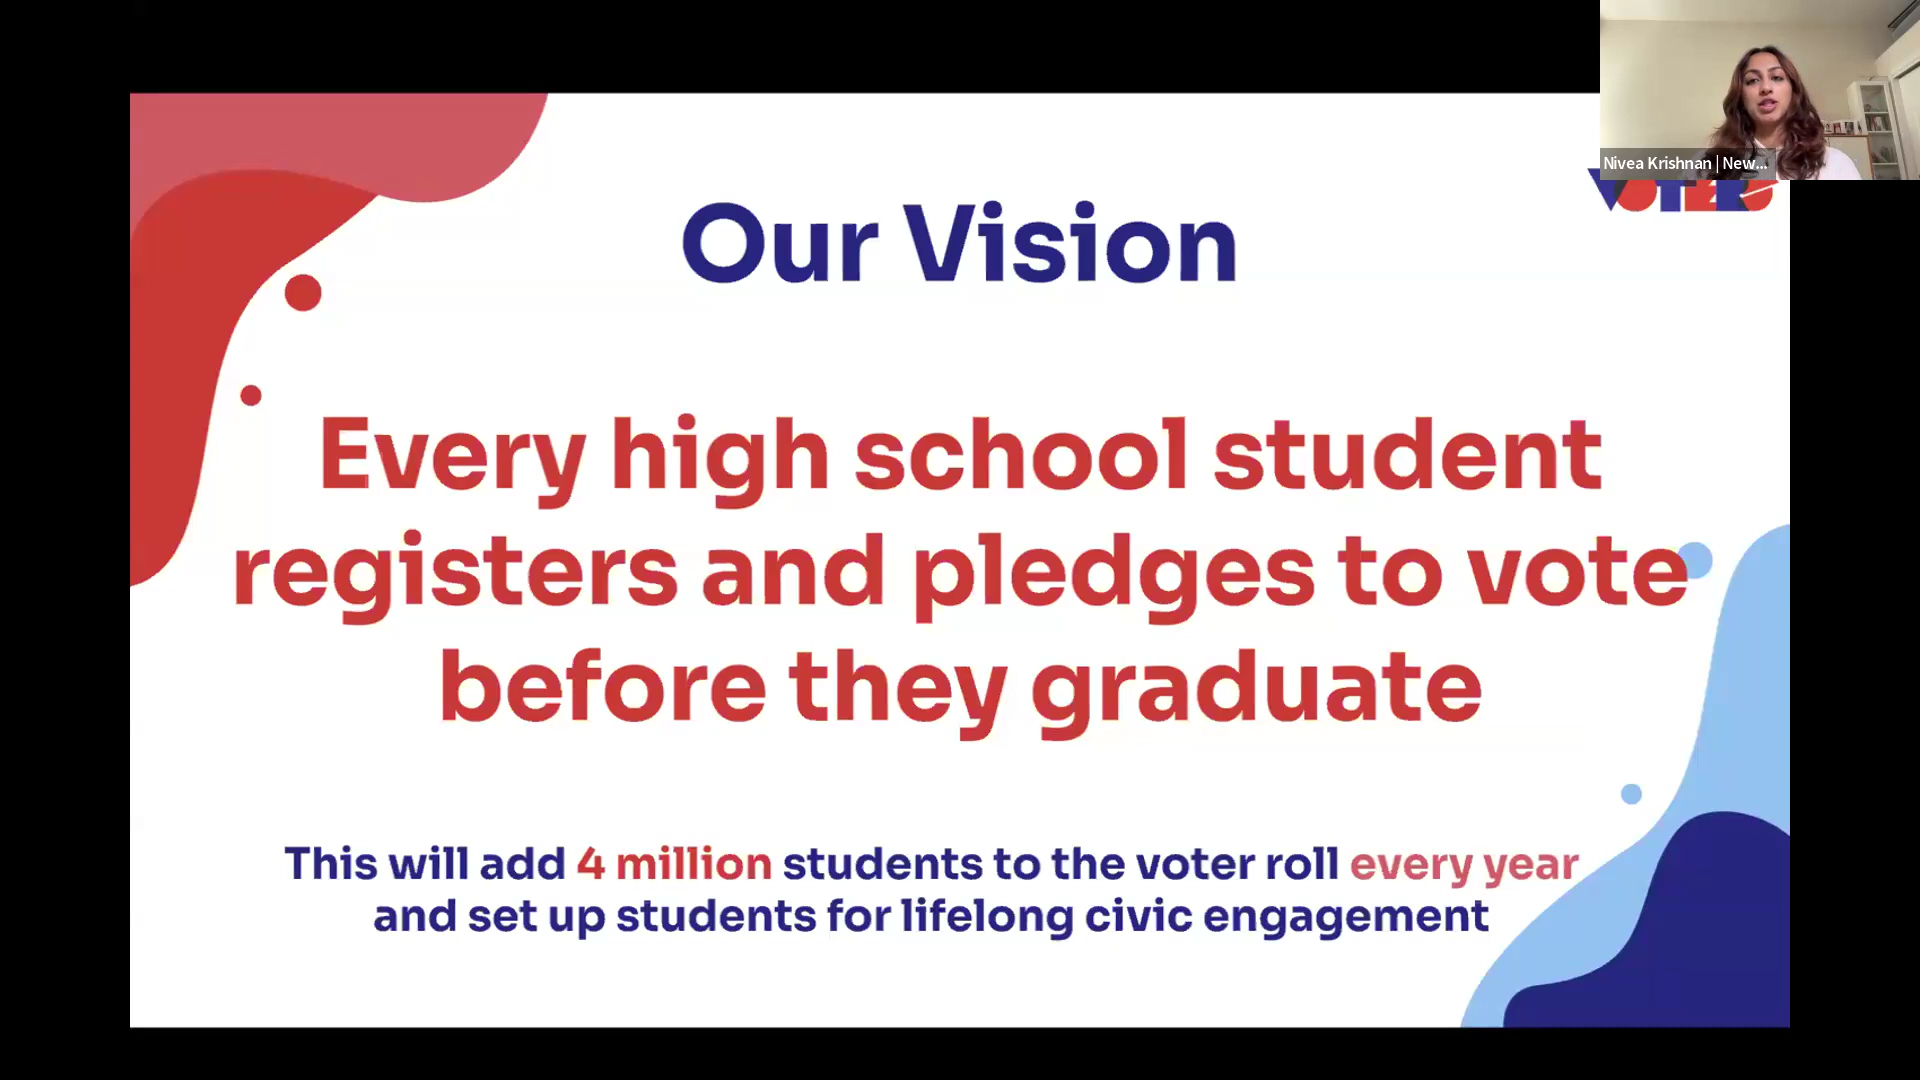 Nivea Krishnan | New...
VOTERS
Our Vision
Every high school student
registers and pledges to vote
before they graduate
This will add 4 million students to the voter roll every year
and set up students for lifelong civic engagement